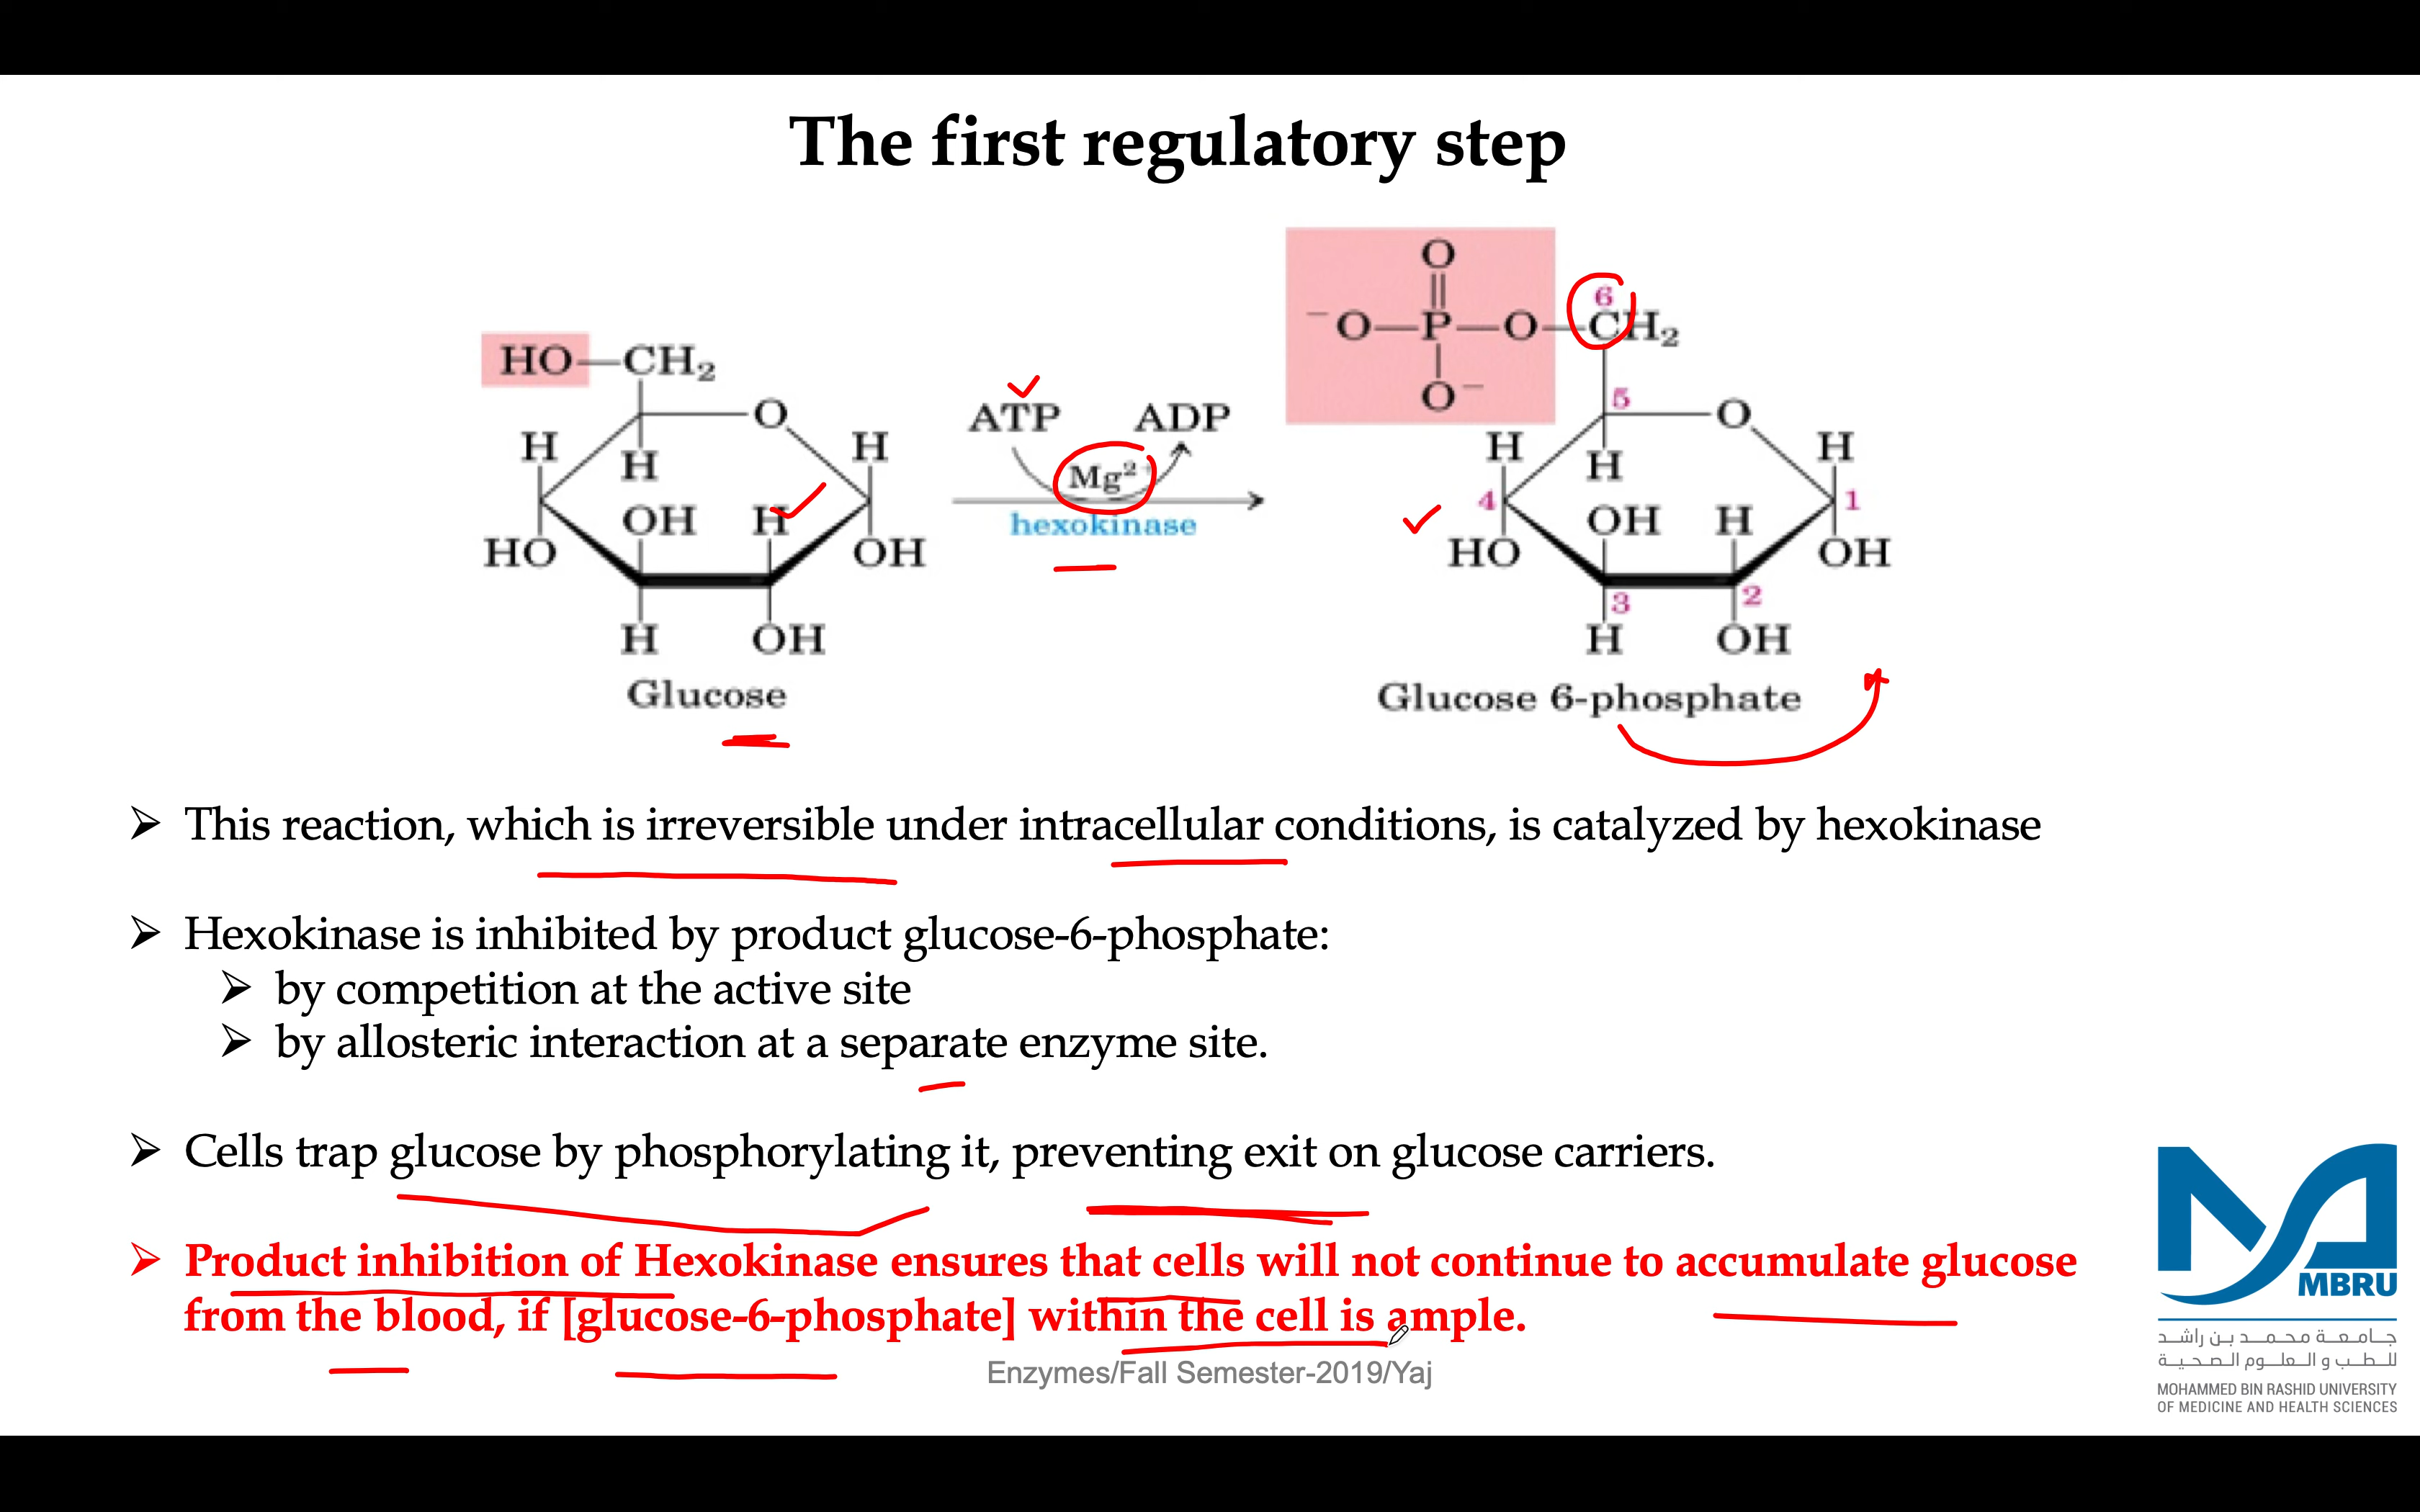 The first regulatory step
HO—CH₂
O
H
H
H
OH
H
HO
OH
H
OH
Glucose
ATP
ADP
Mg²⁺
hexokinase
O
⁻O—P—O—CH₂
O⁻
6
5
O
H
H
H
4
1
OH
H
HO
OH
3
2
H
OH
Glucose 6-phosphate
➢ This reaction, which is irreversible under intracellular conditions, is catalyzed by hexokinase
➢ Hexokinase is inhibited by product glucose-6-phosphate:
➢ by competition at the active site
➢ by allosteric interaction at a separate enzyme site.
➢ Cells trap glucose by phosphorylating it, preventing exit on glucose carriers.
➢ Product inhibition of Hexokinase ensures that cells will not continue to accumulate glucose
from the blood, if [glucose-6-phosphate] within the cell is ample.
Enzymes/Fall Semester-2019/Yaj
MBRU
جامعة محمد بن راشد
للطب و العلوم الصحية
MOHAMMED BIN RASHID UNIVERSITY
OF MEDICINE AND HEALTH SCIENCES